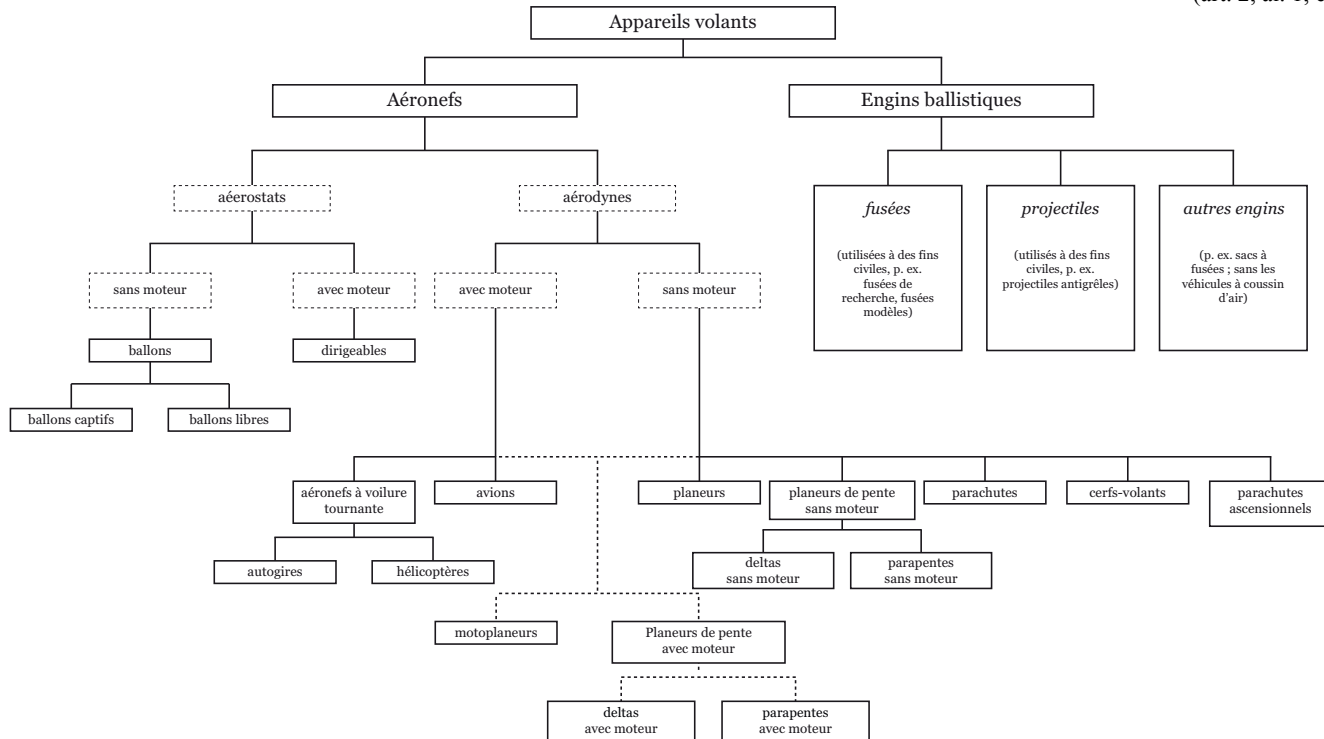 (art. 2, al. 1,
Appareils volants
Aéronefs
Engins ballistiques
aéerostats
aérodynes
fusées
(utilisées à des fins
civiles, p. ex.
fusées de
recherche, fusées
modèles)
projectiles
(utilisés à des fins
civiles, p. ex.
projectiles antigrêles)
autres engins
(p. ex. sacs à
fusées ; sans les
véhicules à coussin
d'air)
sans moteur
avec moteur
avec moteur
sans moteur
ballons
dirigeables
ballons captifs
ballons libres
aéronefs à voilure
tournante
avions
planeurs
planeurs de pente
sans moteur
parachutes
cerfs-volants
parachutes
ascensionnels
autogires
hélicoptères
deltas
sans moteur
parapentes
sans moteur
motoplaneurs
Planeurs de pente
avec moteur
deltas
avec moteur
parapentes
avec moteur